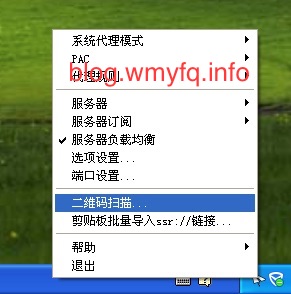 系统代理模式
PAC
blog.wmyfq.info
代理规则
服务器
服务器订阅
服务器负载均衡
选项设置...
端口设置...
二维码扫描...
剪贴板批量导入ssr://链接...
帮助
退出